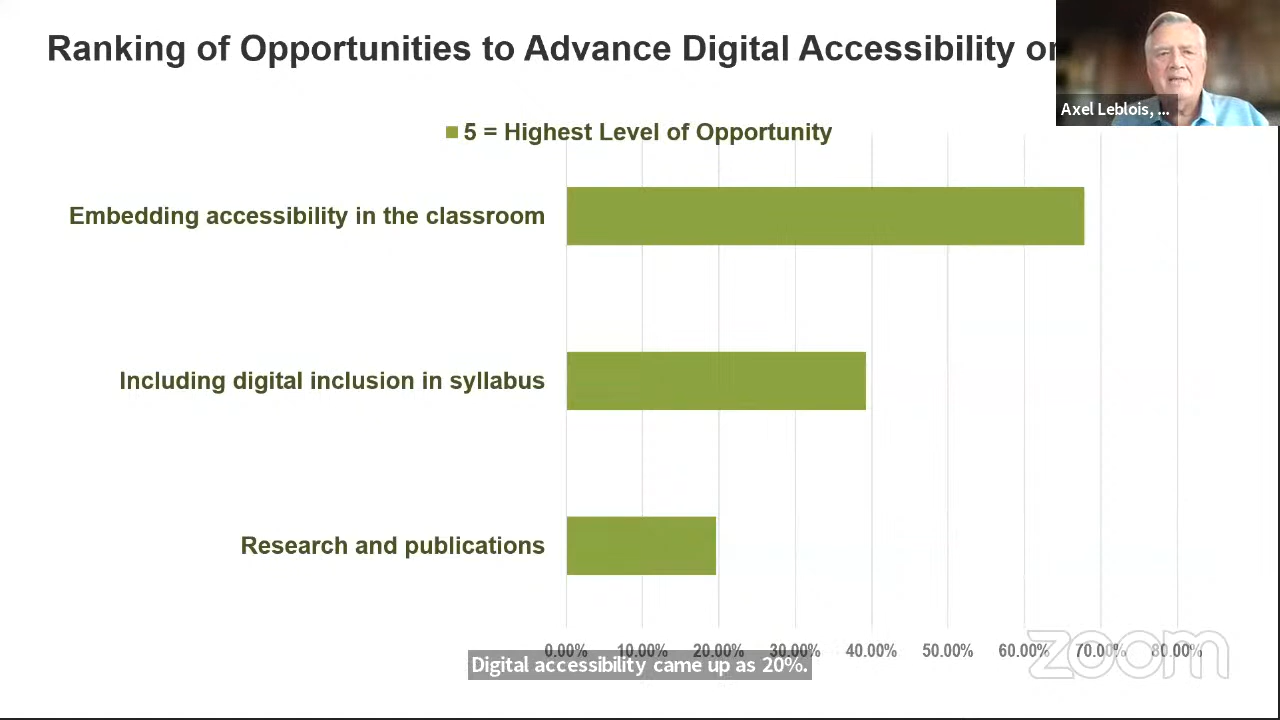 Ranking of Opportunities to Advance Digital Accessibility
Axel Leblois, ...
5 = Highest Level of Opportunity
Embedding accessibility in the classroom
Including digital inclusion in syllabus
Research and publications
0.00% 10.00% 20.00% 30.00% 40.00% 50.00% 60.00% 70.00% 80.00%
zoom
Digital accessibility came up as 20%.